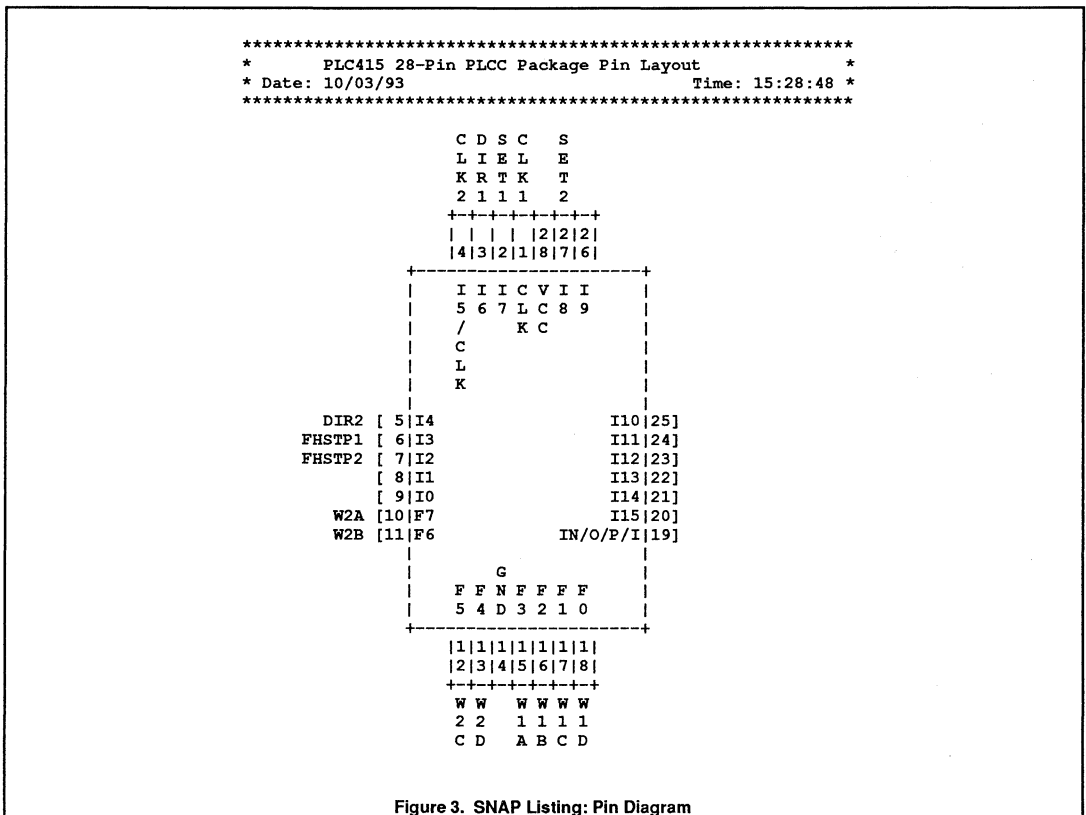 ************************************************************
*       PLC415 28-Pin PLCC Package Pin Layout              *
* Date: 10/03/93                            Time: 15:28:48 *
************************************************************
C D S C   S
L I E L   E
K R T K   T
2 1 1 1   2
+-+-+-+-+-+-+-+
| | | | |2|2|2|
|4|3|2|1|8|7|6|
+-----------------------+
| I I I C V I I |
| 5 6 7 L C 8 9 |
| /     K C     |
| C |
| L |
| K |
| |
DIR2 [ 5|I4 I10|25]
FHSTP1 [ 6|I3 I11|24]
FHSTP2 [ 7|I2 I12|23]
[ 8|I1 I13|22]
[ 9|I0 I14|21]
W2A [10|F7 I15|20]
W2B [11|F6 IN/O/P/I|19]
| |
|     G         |
| F F N F F F F |
| 5 4 D 3 2 1 0 |
+-----------------------+
|1|1|1|1|1|1|1|
|2|3|4|5|6|7|8|
+-+-+-+-+-+-+-+
W W   W W W W
2 2   1 1 1 1
C D   A B C D
Figure 3. SNAP Listing: Pin Diagram